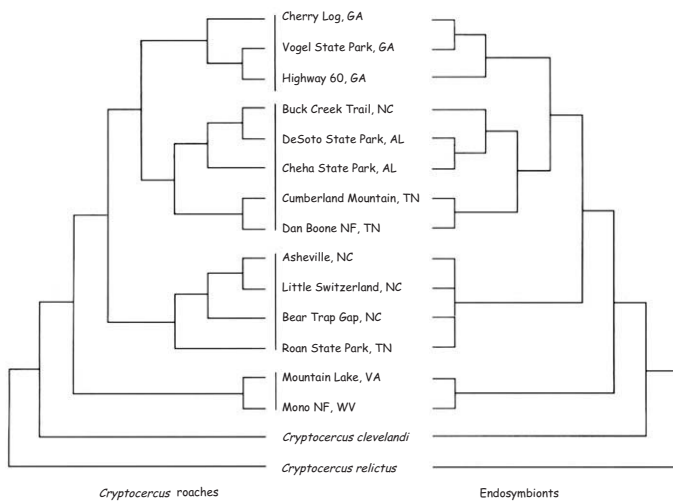 Cherry Log, GA
Vogel State Park, GA
Highway 60, GA
Buck Creek Trail, NC
DeSoto State Park, AL
Cheha State Park, AL
Cumberland Mountain, TN
Dan Boone NF, TN
Asheville, NC
Little Switzerland, NC
Bear Trap Gap, NC
Roan State Park, TN
Mountain Lake, VA
Mono NF, WV
Cryptocercus clevelandi
Cryptocercus relictus
Cryptocercus roaches
Endosymbionts